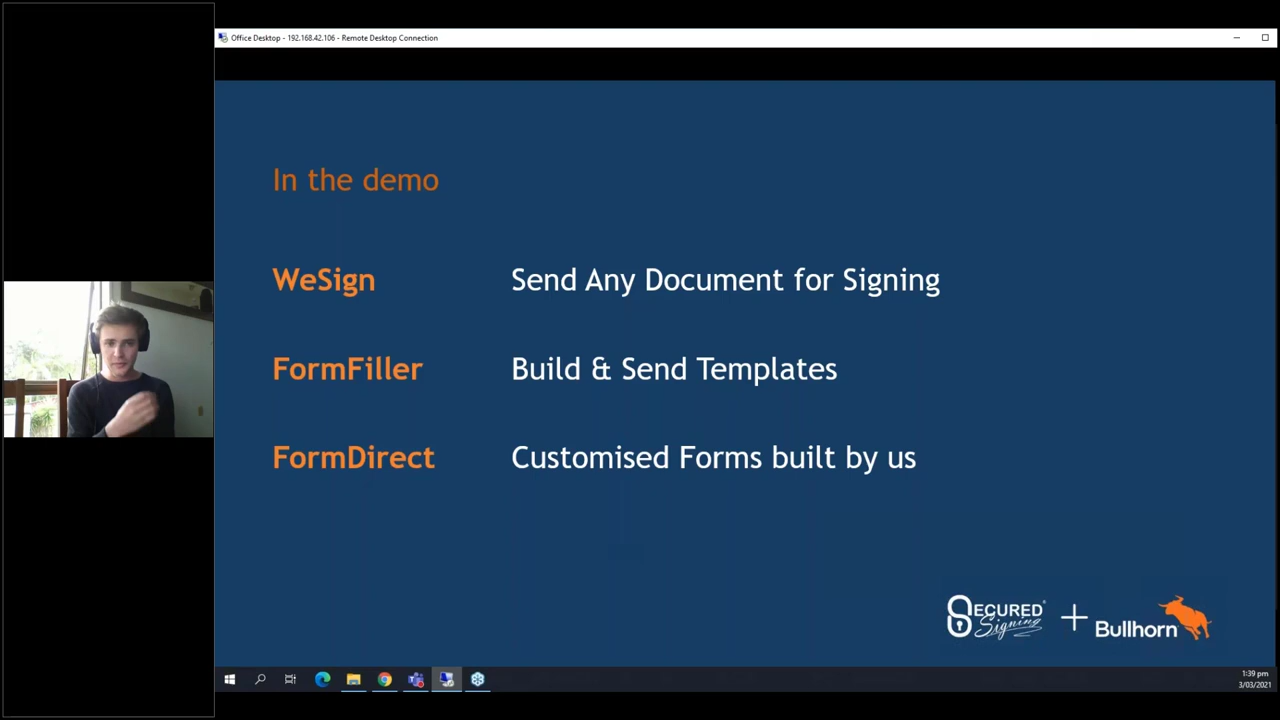 Office Desktop - 192.168.42.106 - Remote Desktop Connection
In the demo
WeSign Send Any Document for Signing
FormFiller Build & Send Templates
FormDirect Customised Forms built by us
SECURED Signing + Bullhorn
1:39 pm
3/03/2021